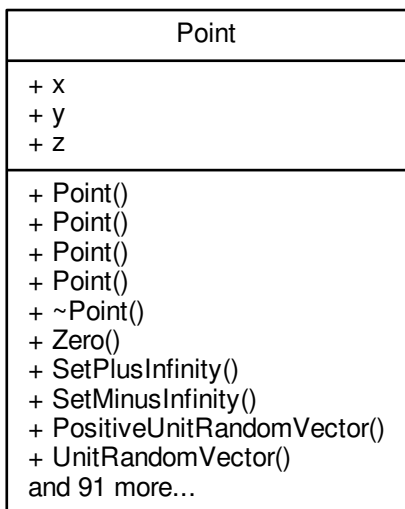 Point
+ x
+ y
+ z
+ Point()
+ Point()
+ Point()
+ Point()
+ ~Point()
+ Zero()
+ SetPlusInfinity()
+ SetMinusInfinity()
+ PositiveUnitRandomVector()
+ UnitRandomVector()
and 91 more...